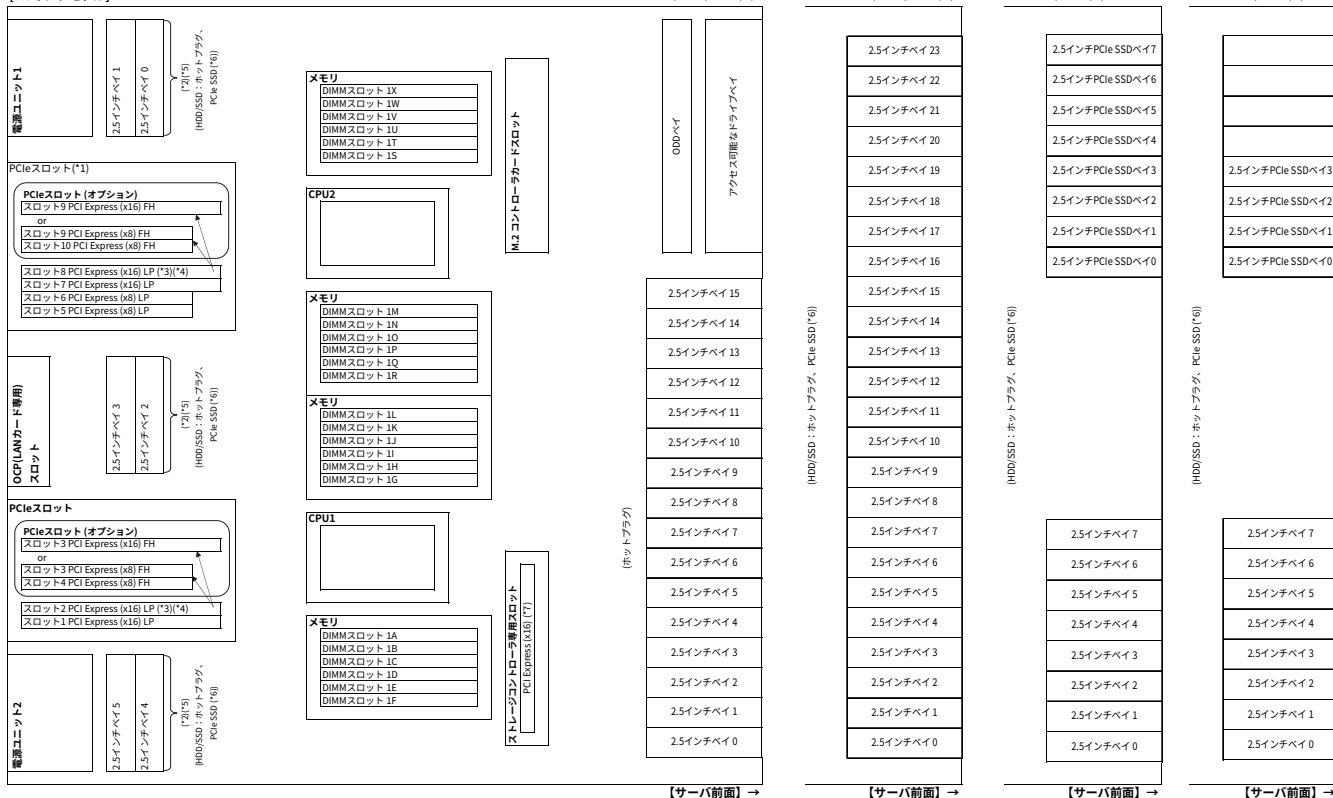 電源ユニット1
2.5インチベイ 1
2.5インチベイ 0
(*2)(*5)
(HDD/SSD：ホットプラグ、
PCIe SSD (*6))
PCIeスロット(*1)
PCIeスロット (オプション)
スロット9 PCI Express (x16) FH
or
スロット9 PCI Express (x8) FH
スロット10 PCI Express (x8) FH
スロット8 PCI Express (x16) LP (*3)(*4)
スロット7 PCI Express (x16) LP
スロット6 PCI Express (x8) LP
スロット5 PCI Express (x8) LP
OCP(LANカード専用)
スロット
2.5インチベイ 3
2.5インチベイ 2
(*2)(*5)
(HDD/SSD：ホットプラグ、
PCIe SSD (*6))
PCIeスロット
PCIeスロット (オプション)
スロット3 PCI Express (x16) FH
or
スロット3 PCI Express (x8) FH
スロット4 PCI Express (x8) FH
スロット2 PCI Express (x16) LP (*3)(*4)
スロット1 PCI Express (x16) LP
電源ユニット2
2.5インチベイ 5
2.5インチベイ 4
(*2)(*5)
(HDD/SSD：ホットプラグ、
PCIe SSD (*6))
メモリ
DIMMスロット 1X
DIMMスロット 1W
DIMMスロット 1V
DIMMスロット 1U
DIMMスロット 1T
DIMMスロット 1S
CPU2
メモリ
DIMMスロット 1M
DIMMスロット 1N
DIMMスロット 1O
DIMMスロット 1P
DIMMスロット 1Q
DIMMスロット 1R
メモリ
DIMMスロット 1L
DIMMスロット 1K
DIMMスロット 1J
DIMMスロット 1I
DIMMスロット 1H
DIMMスロット 1G
CPU1
メモリ
DIMMスロット 1A
DIMMスロット 1B
DIMMスロット 1C
DIMMスロット 1D
DIMMスロット 1E
DIMMスロット 1F
M.2 コントローラカードスロット
ストレージコントローラ専用スロット
PCI Express (x16) (*7)
ODDベイ
アクセス可能なドライブベイ
(ホットプラグ)
2.5インチベイ 15
2.5インチベイ 14
2.5インチベイ 13
2.5インチベイ 12
2.5インチベイ 11
2.5インチベイ 10
2.5インチベイ 9
2.5インチベイ 8
2.5インチベイ 7
2.5インチベイ 6
2.5インチベイ 5
2.5インチベイ 4
2.5インチベイ 3
2.5インチベイ 2
2.5インチベイ 1
2.5インチベイ 0
【サーバ前面】→
(HDD/SSD：ホットプラグ、PCIe SSD (*6))
2.5インチベイ 23
2.5インチベイ 22
2.5インチベイ 21
2.5インチベイ 20
2.5インチベイ 19
2.5インチベイ 18
2.5インチベイ 17
2.5インチベイ 16
2.5インチベイ 15
2.5インチベイ 14
2.5インチベイ 13
2.5インチベイ 12
2.5インチベイ 11
2.5インチベイ 10
2.5インチベイ 9
2.5インチベイ 8
2.5インチベイ 7
2.5インチベイ 6
2.5インチベイ 5
2.5インチベイ 4
2.5インチベイ 3
2.5インチベイ 2
2.5インチベイ 1
2.5インチベイ 0
【サーバ前面】→
(HDD/SSD：ホットプラグ、PCIe SSD (*6))
2.5インチPCIe SSDベイ7
2.5インチPCIe SSDベイ6
2.5インチPCIe SSDベイ5
2.5インチPCIe SSDベイ4
2.5インチPCIe SSDベイ3
2.5インチPCIe SSDベイ2
2.5インチPCIe SSDベイ1
2.5インチPCIe SSDベイ0
2.5インチベイ 7
2.5インチベイ 6
2.5インチベイ 5
2.5インチベイ 4
2.5インチベイ 3
2.5インチベイ 2
2.5インチベイ 1
2.5インチベイ 0
【サーバ前面】→
(HDD/SSD：ホットプラグ、PCIe SSD (*6))
2.5インチPCIe SSDベイ3
2.5インチPCIe SSDベイ2
2.5インチPCIe SSDベイ1
2.5インチPCIe SSDベイ0
2.5インチベイ 7
2.5インチベイ 6
2.5インチベイ 5
2.5インチベイ 4
2.5インチベイ 3
2.5インチベイ 2
2.5インチベイ 1
2.5インチベイ 0
【サーバ前面】→